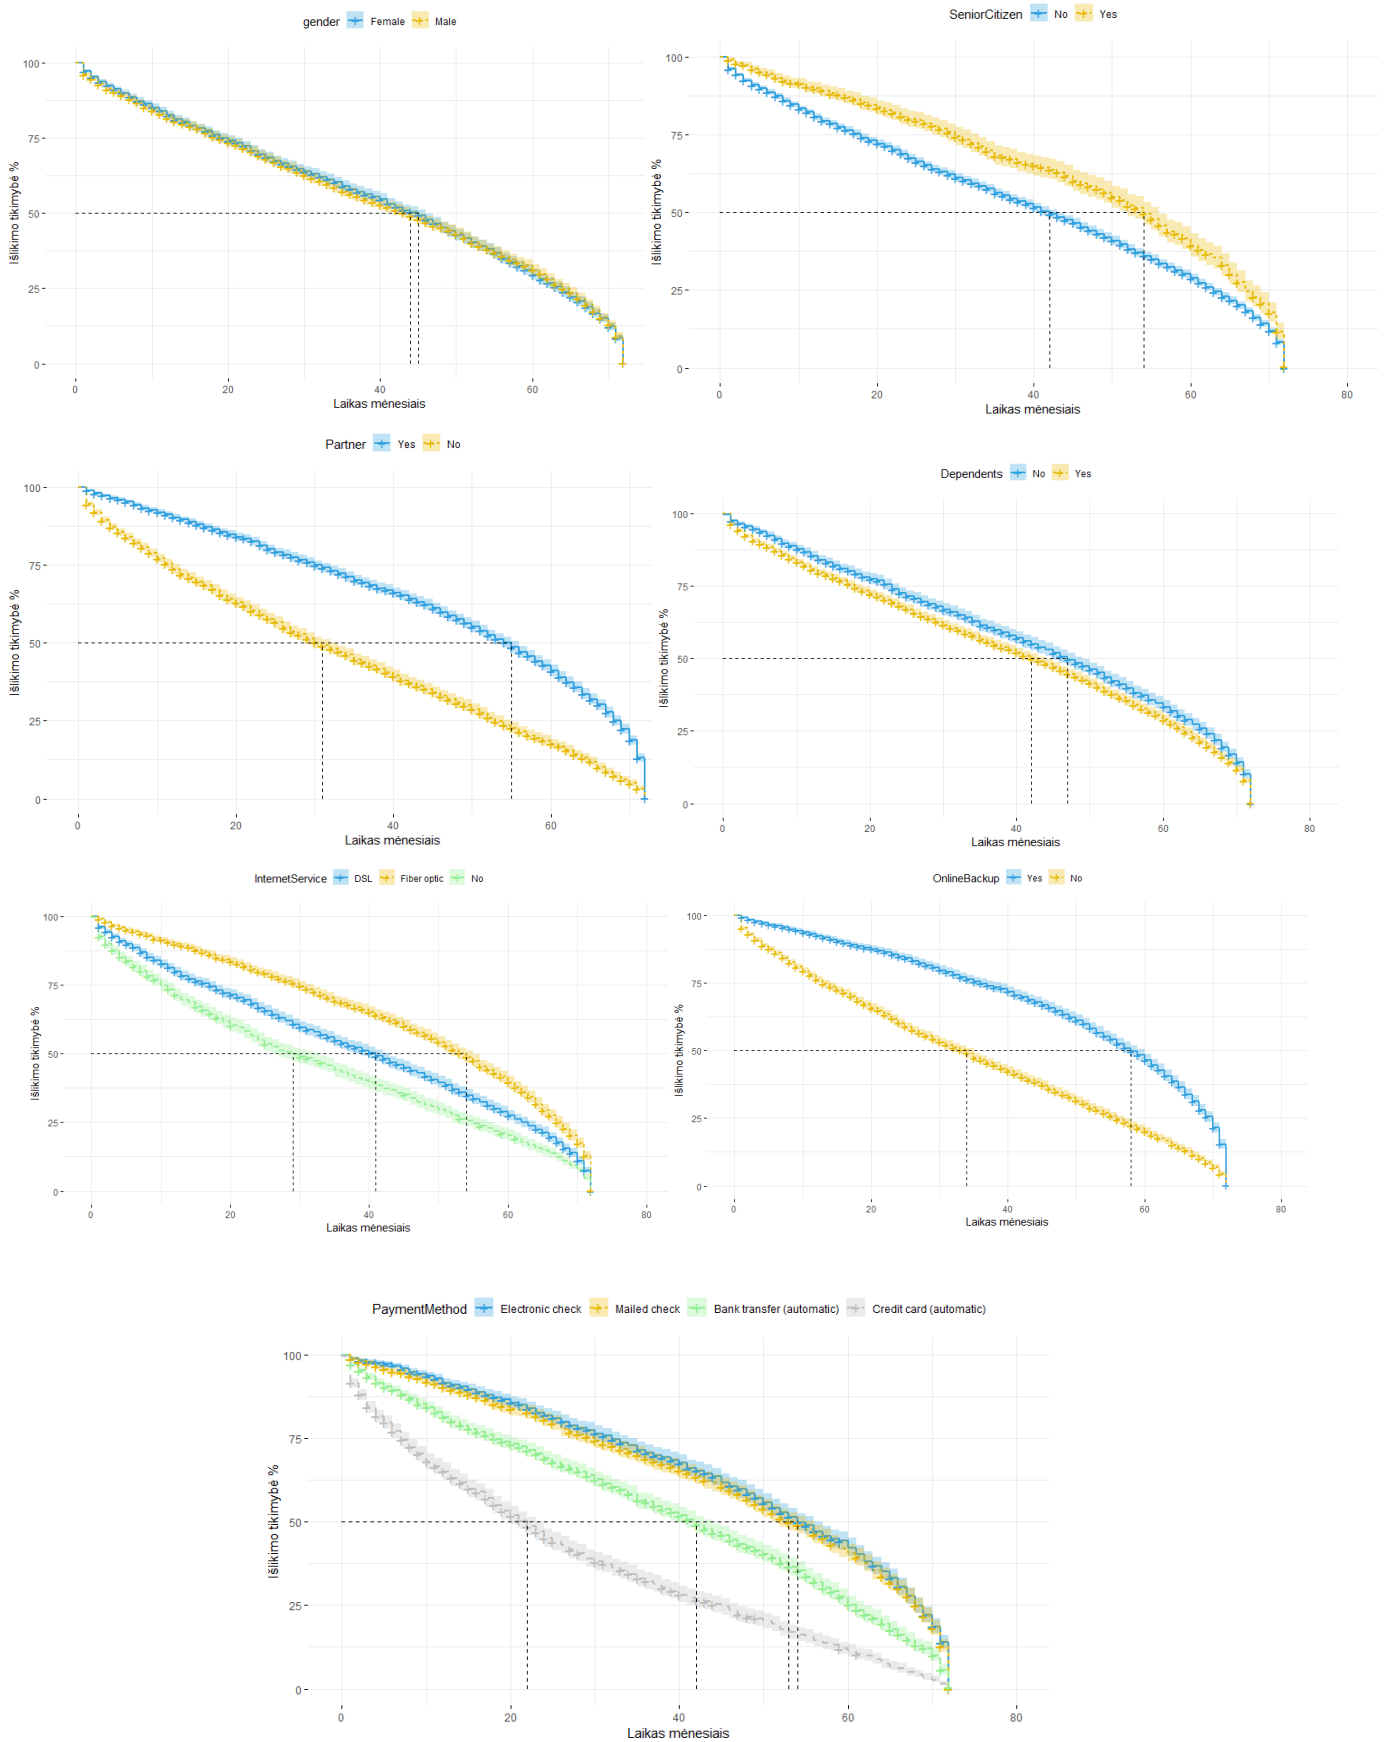 gender Female Male
100
75
50
25
0
Išlikimo tikimybė %
0 20 40 60
Laikas mėnesiais
SeniorCitizen No Yes
100
75
50
25
0
Išlikimo tikimybė %
0 20 40 60 80
Laikas mėnesiais
Partner Yes No
100
75
50
25
0
Išlikimo tikimybė %
0 20 40 60
Laikas mėnesiais
Dependents No Yes
100
75
50
25
0
Išlikimo tikimybė %
0 20 40 60 80
Laikas mėnesiais
InternetService DSL Fiber optic No
100
75
50
25
0
Išlikimo tikimybė %
0 20 40 60 80
Laikas mėnesiais
OnlineBackup Yes No
100
75
50
25
0
Išlikimo tikimybė %
0 20 40 60 80
Laikas mėnesiais
PaymentMethod Electronic check Mailed check Bank transfer (automatic) Credit card (automatic)
100
75
50
25
0
Išlikimo tikimybė %
0 20 40 60 80
Laikas mėnesiais